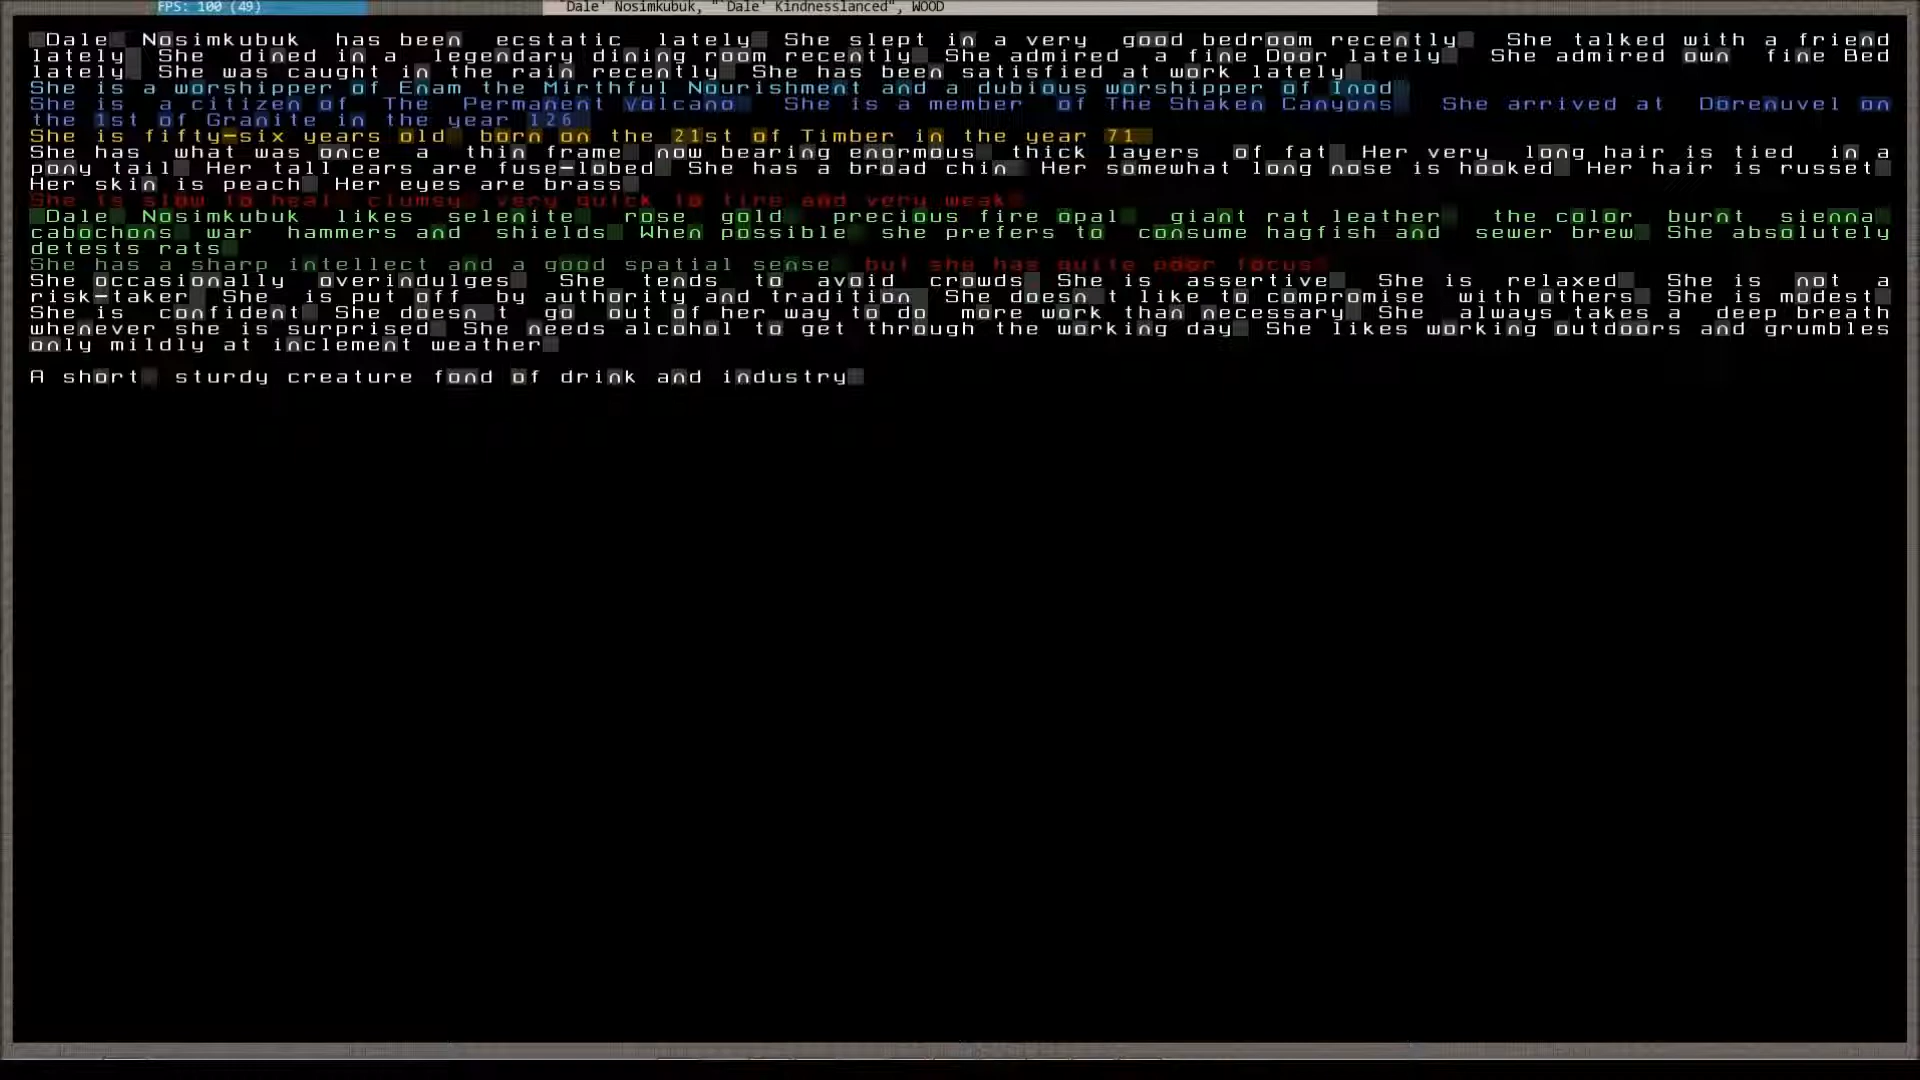 FPS: 100 (49)
`Dale' Nosimkubuk, "`Dale' Kindnesslanced", WOOD
Dale Nosimkubuk has been ecstatic lately She slept in a very good bedroom recently She talked with a friend
lately She dined in a legendary dining room recently She admired a fine Door lately She admired own fine Bed
lately She was caught in the rain recently She has been satisfied at work lately
She is a worshipper of Enam the Mirthful Nourishment and a dubious worshipper of Inod
She is a citizen of The Permanent Volcano She is a member of The Shaken Canyons She arrived at Dorenuvel on
the 1st of Granite in the year 126
She is fifty-six years old born on the 21st of Timber in the year 71
She has what was once a thin frame now bearing enormous thick layers of fat Her very long hair is tied in a
pony tail Her tall ears are fuse-lobed She has a broad chin Her somewhat long nose is hooked Her hair is russet
Her skin is peach Her eyes are brass
She is slow to heal clumsy very quick to tire and very weak
Dale Nosimkubuk likes selenite rose gold precious fire opal giant rat leather the color burnt sienna
cabochons war hammers and shields When possible she prefers to consume hagfish and sewer brew She absolutely
detests rats
She has a sharp intellect and a good spatial sense but she has quite poor focus
She occasionally overindulges She tends to avoid crowds She is assertive She is relaxed She is not a
risk-taker She is put off by authority and tradition She doesn t like to compromise with others She is modest
She is confident She doesn t go out of her way to do more work than necessary She always takes a deep breath
whenever she is surprised She needs alcohol to get through the working day She likes working outdoors and grumbles
only mildly at inclement weather
A short sturdy creature fond of drink and industry